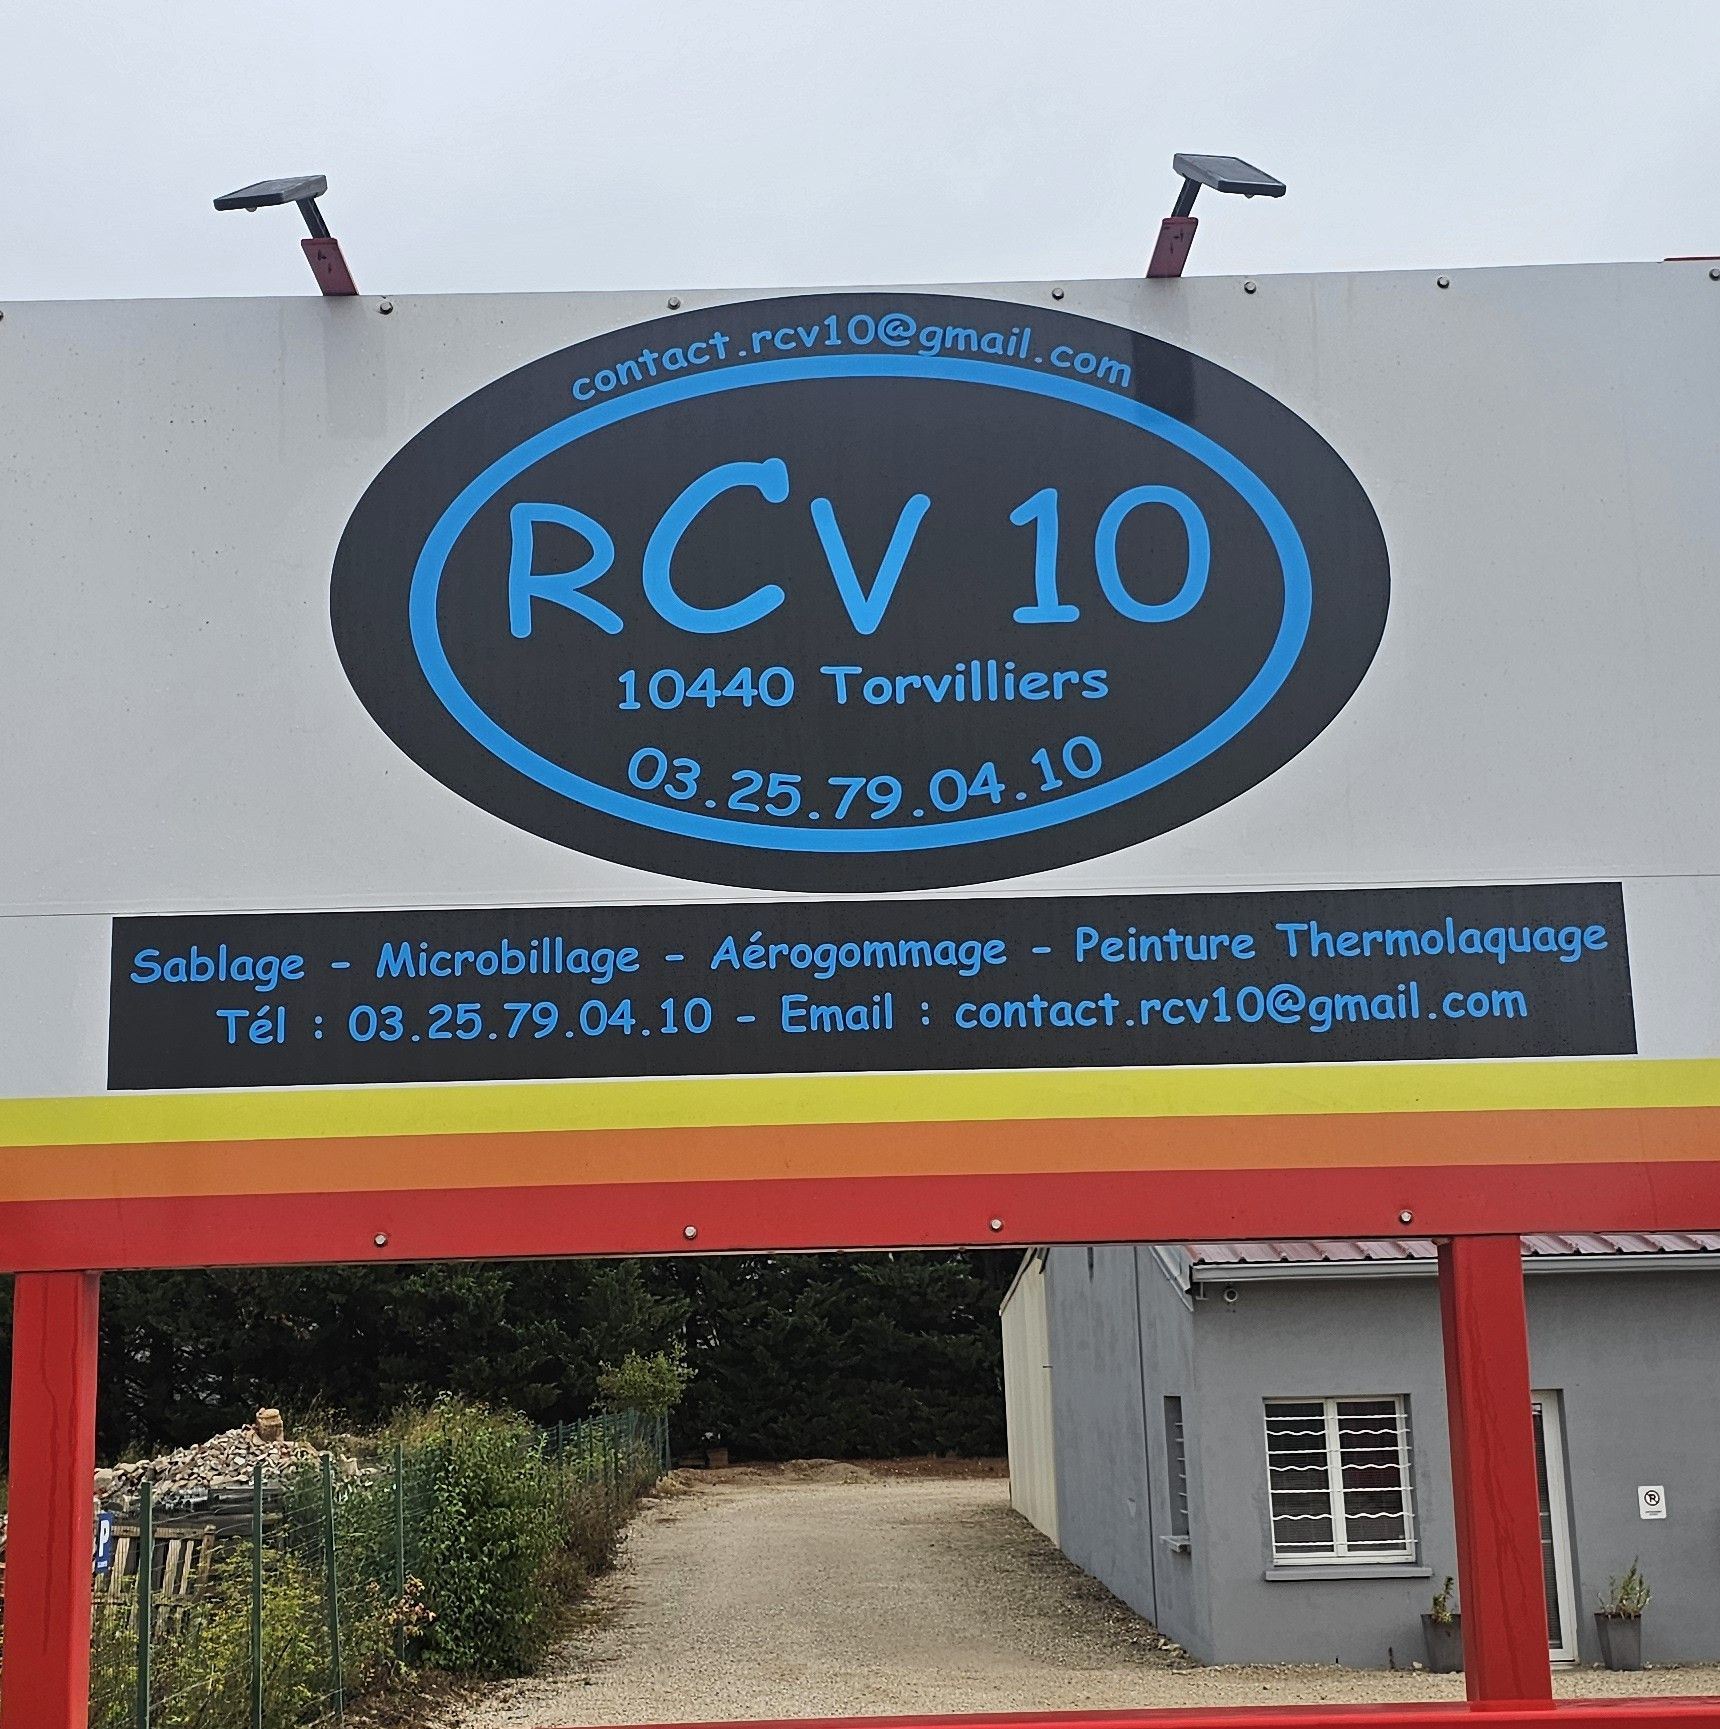 contact.rcv10@gmail.com
RCV 10
10440 Torvilliers
03.25.79.04.10
Sablage - Microbillage - Aérogommage - Peinture Thermolaquage
Tél : 03.25.79.04.10 - Email : contact.rcv10@gmail.com
P